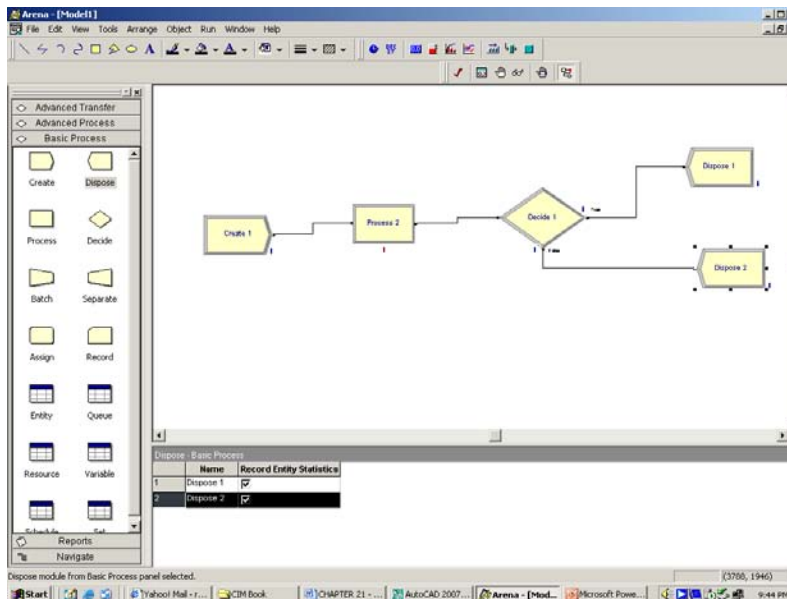 Arena - [Model1]
File Edit View Tools Arrange Object Run Window Help
Advanced Transfer
Advanced Process
Basic Process
Create Dispose
Process Decide
Batch Separate
Assign Record
Entity Queue
Resource Variable
Schedule Set
Reports
Navigate
Create 1
Process 2
Decide 1
Dispose 1
Dispose 2
Dispose - Basic Process
Name Record Entity Statistics
1 Dispose 1
2 Dispose 2
Dispose module from Basic Process panel selected.
(3788, 1946)
Start Yahoo! Mail - r... CIM Book CHAPTER 21 - ... AutoCAD 2007... Arena - [Mod... Microsoft Powe... 9:44 PM